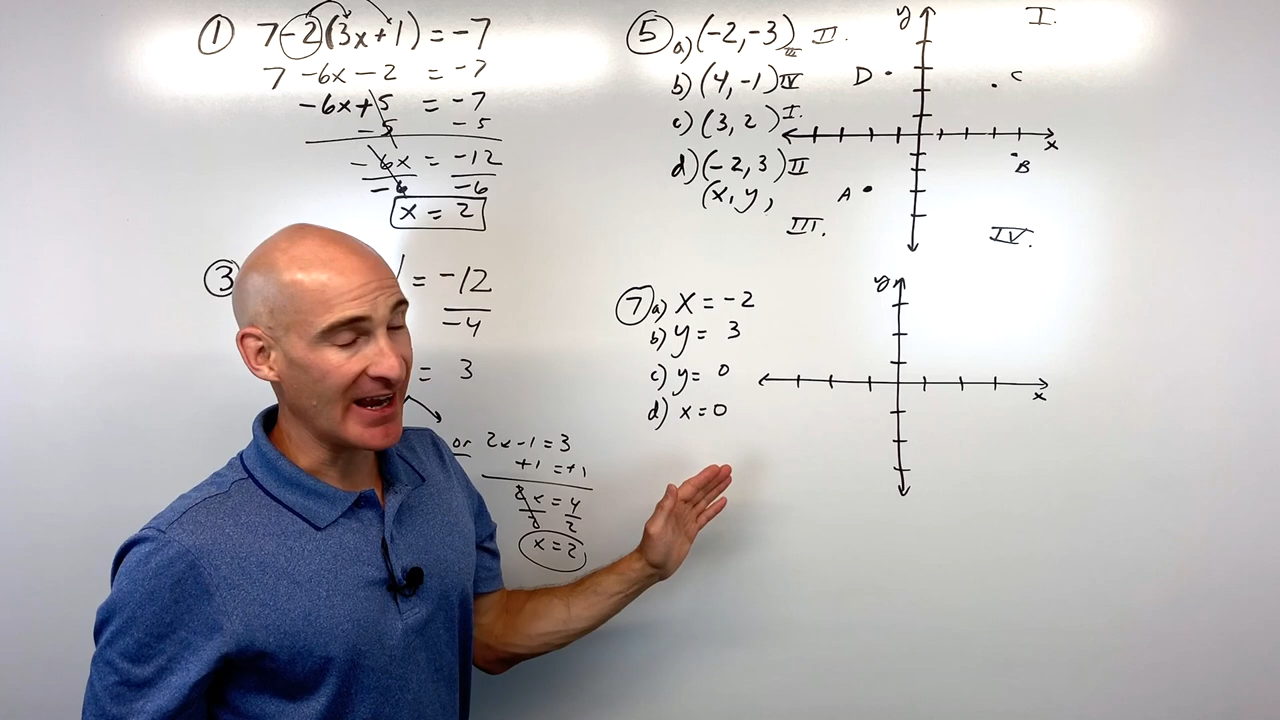 ① 7 -2(3x+1) = -7
7 -6x -2 = -7
-6x+5 = -7
-5 -5
-6x = -12
-6 -6
x = 2
③ = -12
-4
= 3
or 2x-1=3
+1 = +1
2x = 4
2 2
x = 2
⑤ a) (-2,-3) III II.
b) (4,-1) IV
c) (3, 2) I.
d) (-2, 3) II
(x, y,
III.
y
I.
D
C
x
B
A
IV.
⑦ a) X = -2
b) y = 3
c) y = 0
d) x = 0
y
x